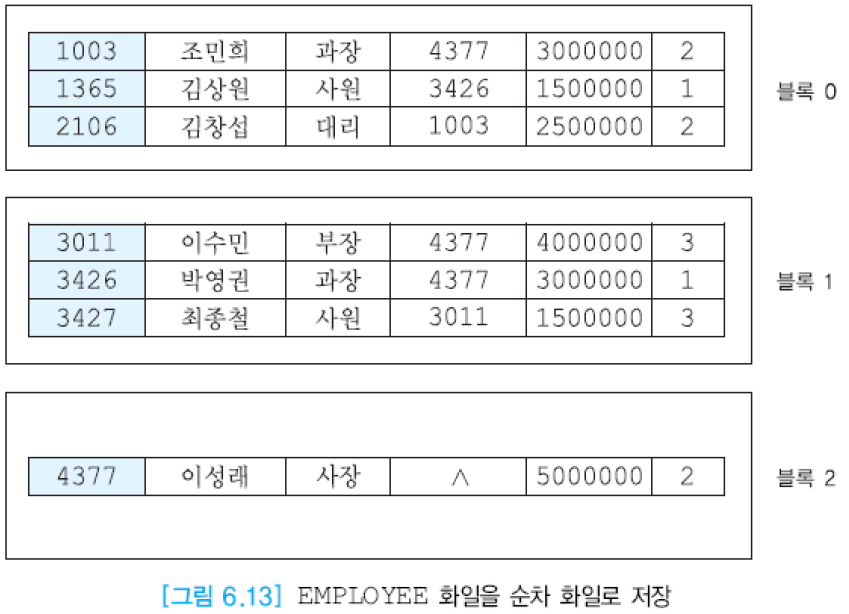 1003 조민희 과장 4377 3000000 2
1365 김상원 사원 3426 1500000 1
2106 김창섭 대리 1003 2500000 2
블록 0
3011 이수민 부장 4377 4000000 3
3426 박영권 과장 4377 3000000 1
3427 최종철 사원 3011 1500000 3
블록 1
4377 이성래 사장 ∧ 5000000 2
블록 2
[그림 6.13] EMPLOYEE 화일을 순차 화일로 저장